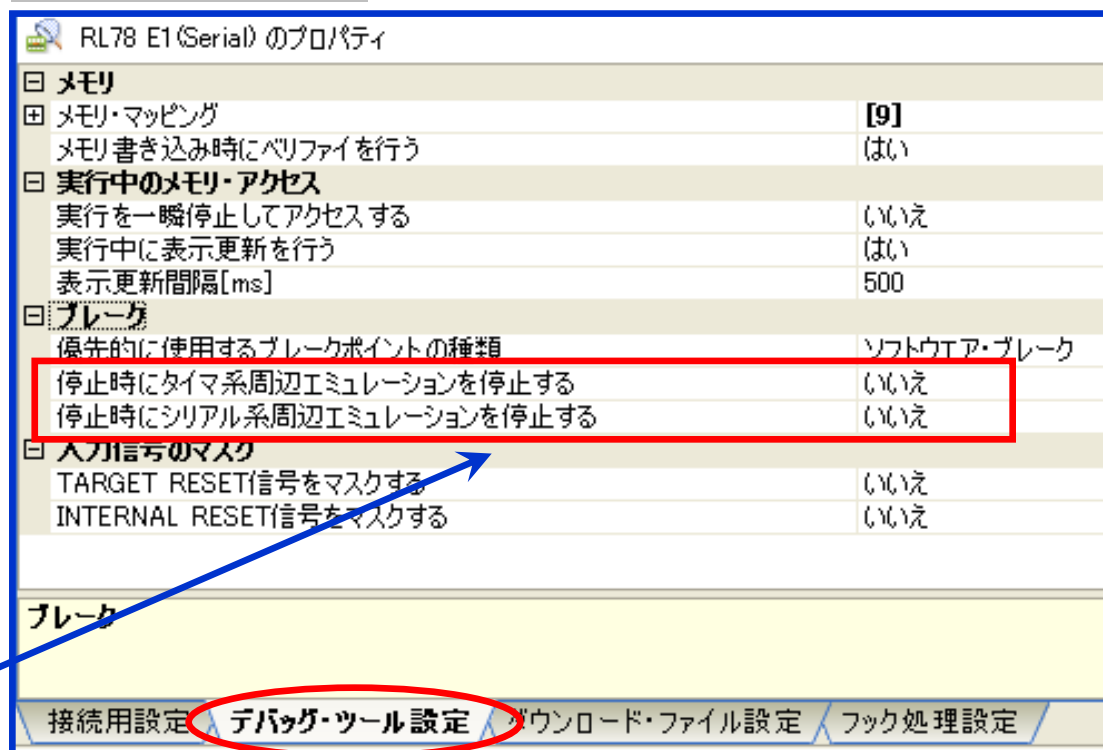 RL78 E1(Serial) のプロパティ
メモリ
メモリ・マッピング [9]
メモリ書き込み時にベリファイを行う はい
実行中のメモリ・アクセス
実行を一瞬停止してアクセスする いいえ
実行中に表示更新を行う はい
表示更新間隔[ms] 500
ブレーク
優先的に使用するブレークポイントの種類 ソフトウエア・ブレーク
停止時にタイマ系周辺エミュレーションを停止する いいえ
停止時にシリアル系周辺エミュレーションを停止する いいえ
入力信号のマスク
TARGET RESET信号をマスクする いいえ
INTERNAL RESET信号をマスクする いいえ
ブレーク
接続用設定 デバッグ・ツール設定 ダウンロード・ファイル設定 フック処理設定